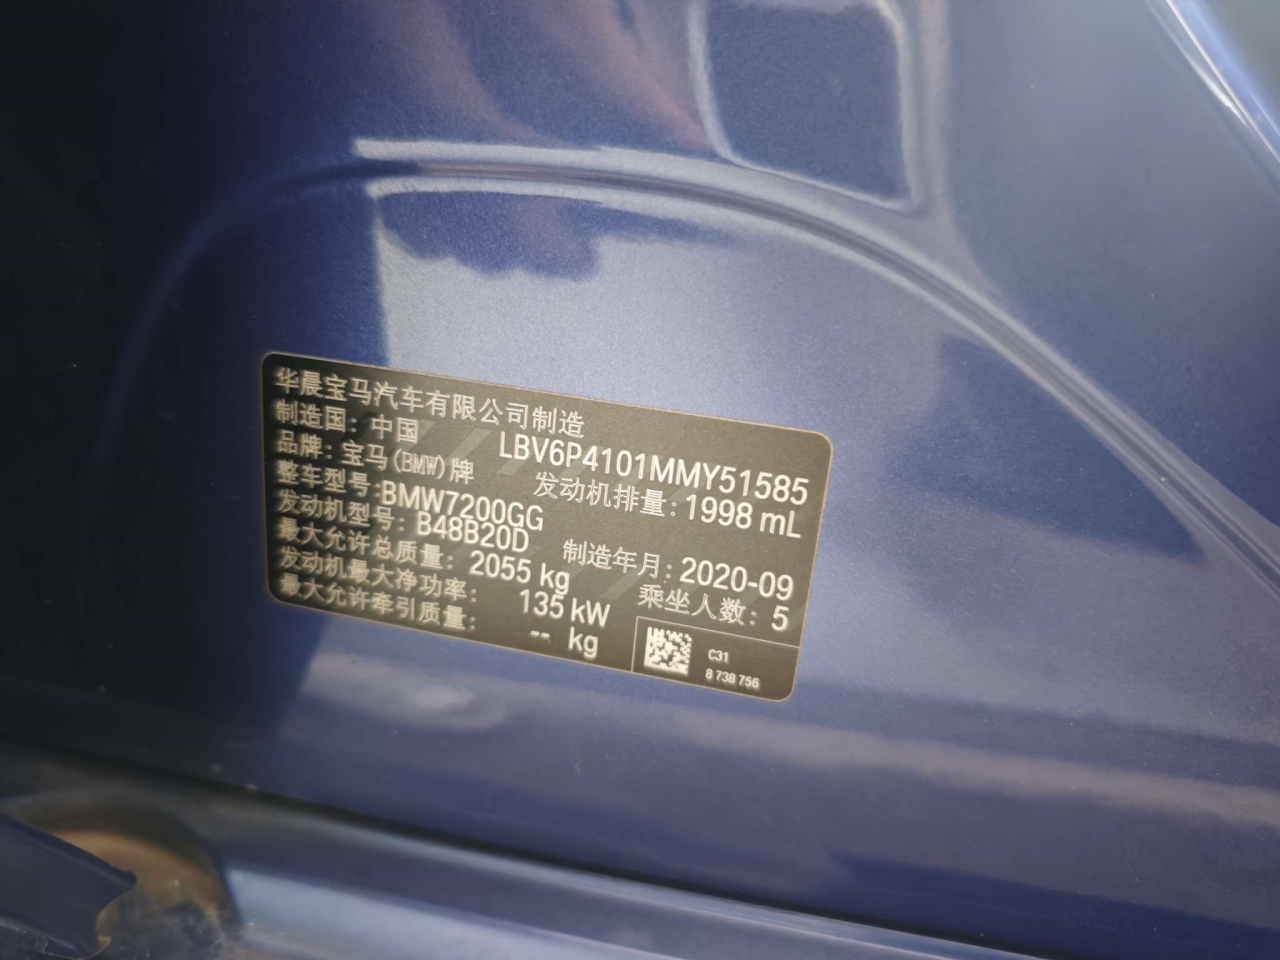 华晨宝马汽车有限公司制造
制造国：中国
LBV6P4101MMY51585
品牌：宝马(BMW)牌
发动机排量：1998 mL
整车型号：BMW7200GG
发动机型号：B48B20D
制造年月：2020-09
最大允许总质量：2055 kg
乘坐人数：5
发动机最大净功率：135 kW
最大允许牵引质量：-- kg
C31
8 738 756